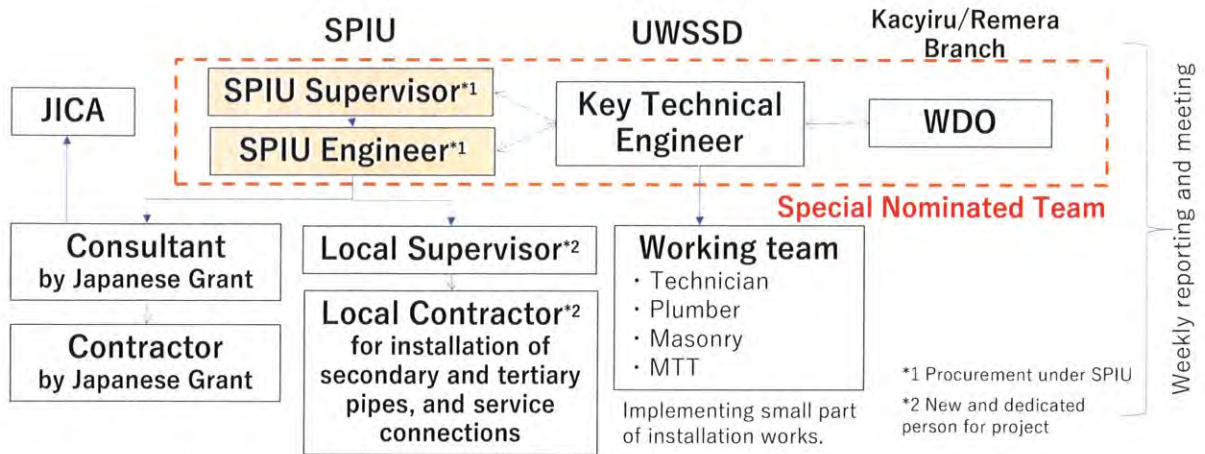 SPIU
UWSSD
Kacyiru/Remera
Branch
JICA
SPIU Supervisor*1
SPIU Engineer*1
Key Technical
Engineer
WDO
Special Nominated Team
Consultant
by Japanese Grant
Contractor
by Japanese Grant
Local Supervisor*2
Local Contractor*2
for installation of
secondary and tertiary
pipes, and service
connections
Working team
・Technician
・Plumber
・Masonry
・MTT
Implementing small part
of installation works.
*1 Procurement under SPIU
*2 New and dedicated
person for project
Weekly reporting and meeting